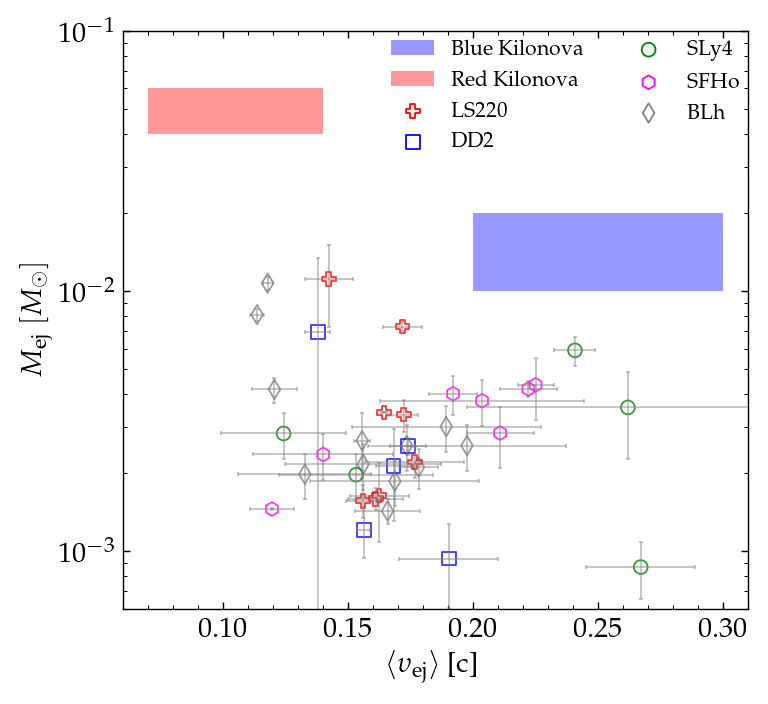 10⁻¹
Blue Kilonova
SLy4
Red Kilonova
SFHo
LS220
BLh
DD2
10⁻²
M_ej [M_⊙]
10⁻³
0.10 0.15 0.20 0.25 0.30
⟨v_ej⟩ [c]